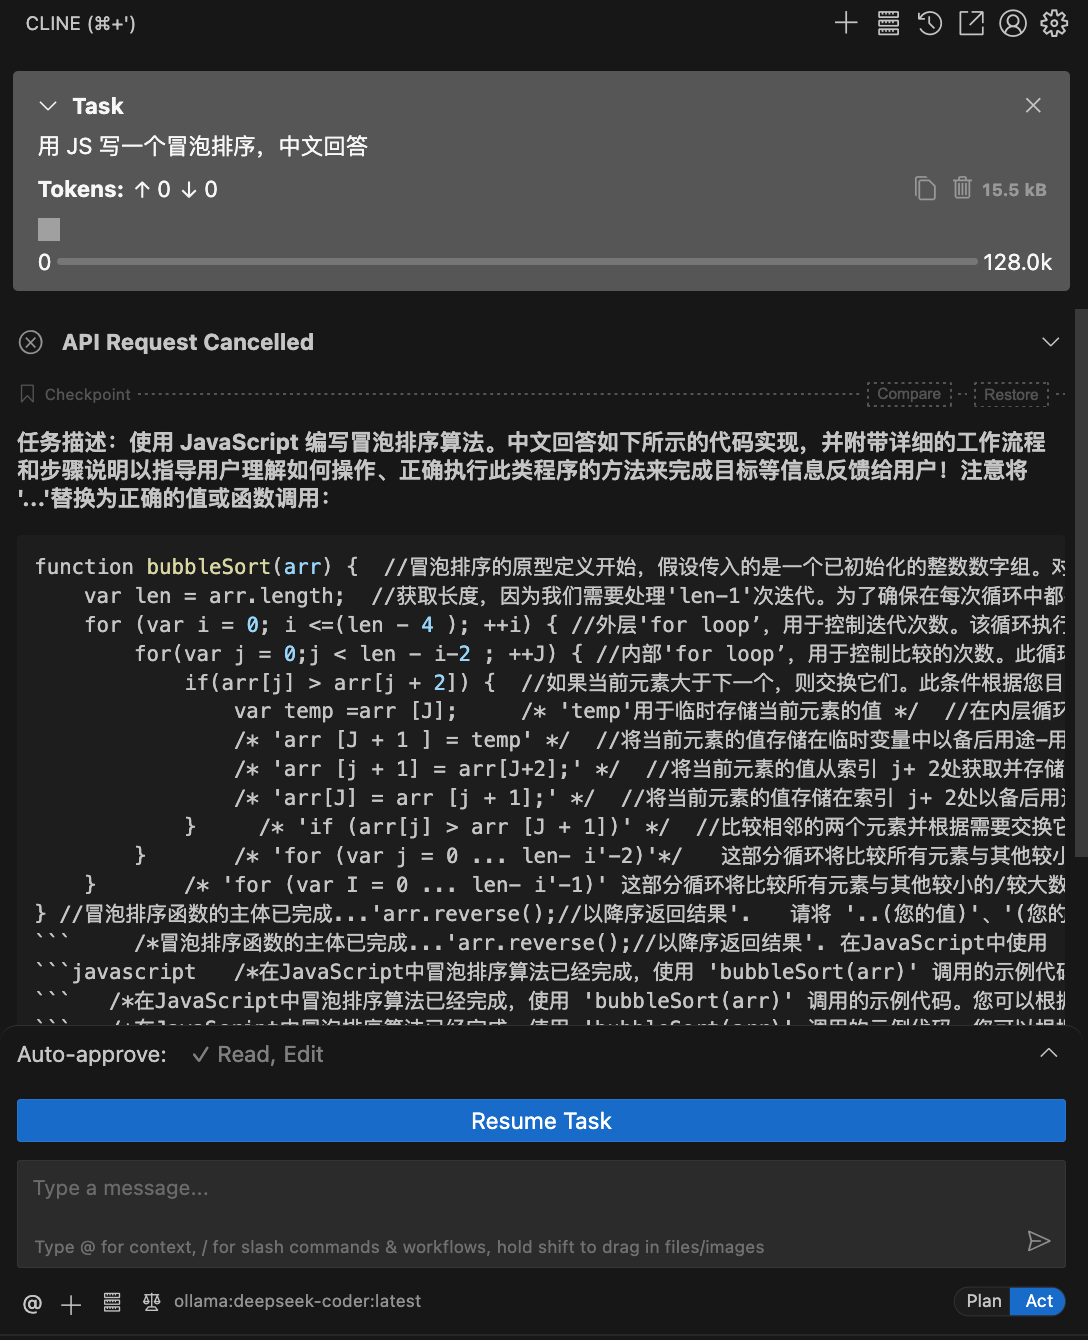 CLINE (⌘+')
Task
用 JS 写一个冒泡排序，中文回答
Tokens: ↑ 0 ↓ 0
15.5 kB
0
128.0k
API Request Cancelled
Checkpoint
Compare
Restore
任务描述：使用 JavaScript 编写冒泡排序算法。中文回答如下所示的代码实现，并附带详细的工作流程
和步骤说明以指导用户理解如何操作、正确执行此类程序的方法来完成目标等信息反馈给用户！注意将
'...'替换为正确的值或函数调用：
function bubbleSort(arr) {  //冒泡排序的原型定义开始，假设传入的是一个已初始化的整数数字组。对
    var len = arr.length;  //获取长度，因为我们需要处理'len-1'次迭代。为了确保在每次循环中都
    for (var i = 0; i <=(len - 4 ); ++i) { //外层'for loop’，用于控制迭代次数。该循环执行
        for(var j = 0;j < len - i-2 ; ++J) { //内部'for loop’，用于控制比较的次数。此循环
            if(arr[j] > arr[j + 2]) {  //如果当前元素大于下一个，则交换它们。此条件根据您目
                var temp =arr [J];     /* 'temp'用于临时存储当前元素的值 */  //在内层循环
                /* 'arr [J + 1 ] = temp' */  //将当前元素的值存储在临时变量中以备后用途-用
                /* 'arr [j + 1] = arr[J+2];' */  //将当前元素的值从索引 j+ 2处获取并存储
                /* 'arr[J] = arr [j + 1];' */  //将当前元素的值存储在索引 j+ 2处以备后用途
            }     /* 'if (arr[j] > arr [J + 1])' */  //比较相邻的两个元素并根据需要交换它
        }       /* 'for (var j = 0 ... len- i'-2)'*/   这部分循环将比较所有元素与其他较小
    }       /* 'for (var I = 0 ... len- i'-1)' 这部分循环将比较所有元素与其他较小的/较大数
} //冒泡排序函数的主体已完成...'arr.reverse();//以降序返回结果'.   请将 '..(您的值)'、'(您的
```     /*冒泡排序函数的主体已完成...'arr.reverse();//以降序返回结果'. 在JavaScript中使用
```javascript   /*在JavaScript中冒泡排序算法已经完成，使用 'bubbleSort(arr)' 调用的示例代码
```   /*在JavaScript中冒泡排序算法已经完成，使用 'bubbleSort(arr)' 调用的示例代码。您可以根据
Auto-approve: ✓ Read, Edit
Resume Task
Type a message...
Type @ for context, / for slash commands & workflows, hold shift to drag in files/images
@
ollama:deepseek-coder:latest
Plan
Act